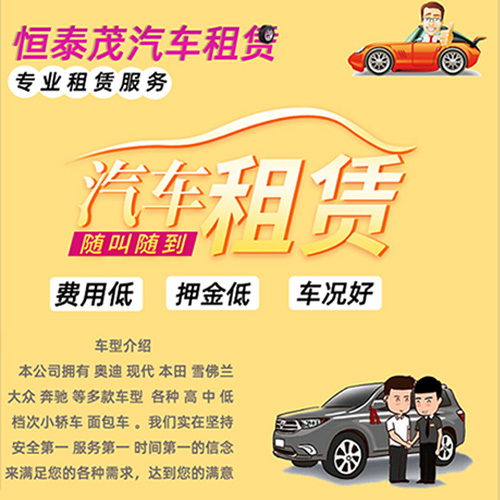 恒泰茂汽车租赁
专业租赁服务
汽车租赁
随叫随到
费用低 押金低 车况好
车型介绍
本公司拥有 奥迪 现代 本田 雪佛兰
大众 奔驰 等多款车型 各种 高 中 低
档次小轿车 面包车 。我们实在坚持
安全第一 服务第一 时间第一的信念
来满足您的各种需求，达到您的满意